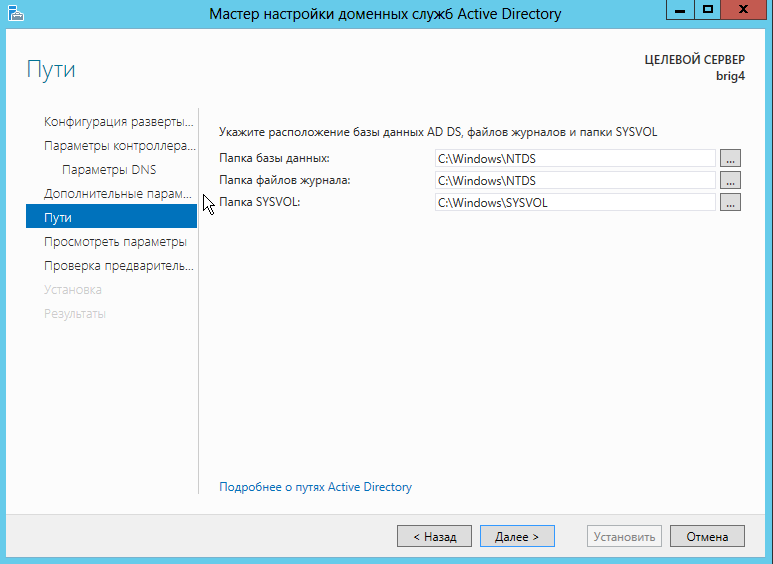 Мастер настройки доменных служб Active Directory
Пути
ЦЕЛЕВОЙ СЕРВЕР
brig4
Конфигурация разверты...
Параметры контроллера...
Параметры DNS
Дополнительные парам...
Пути
Просмотреть параметры
Проверка предваритель...
Установка
Результаты
Укажите расположение базы данных AD DS, файлов журналов и папки SYSVOL
Папка базы данных: C:\Windows\NTDS ...
Папка файлов журнала: C:\Windows\NTDS ...
Папка SYSVOL: C:\Windows\SYSVOL ...
Подробнее о путях Active Directory
< Назад Далее > Установить Отмена